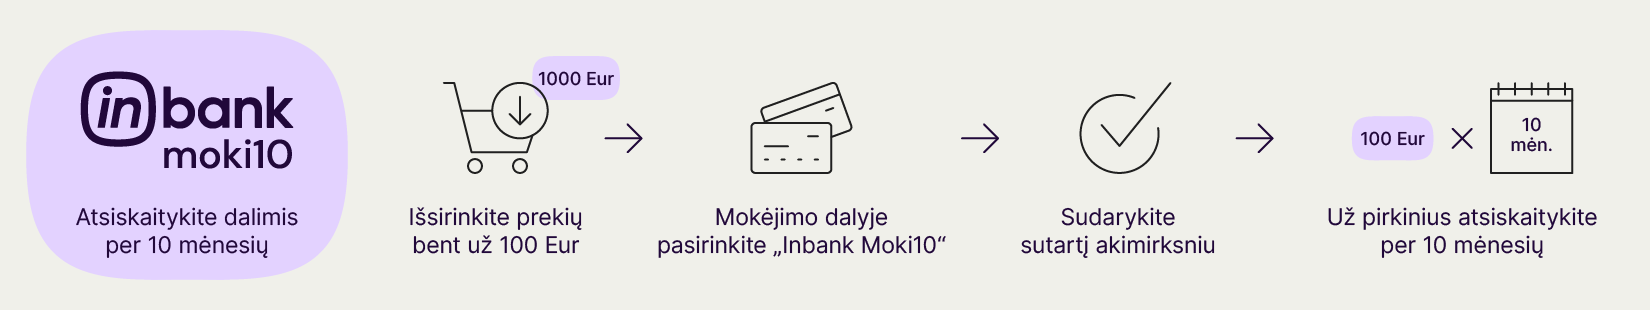 inbank
moki10
Atsiskaitykite dalimis
per 10 mėnesių
1000 Eur
Išsirinkite prekių
bent už 100 Eur
Mokėjimo dalyje
pasirinkite „Inbank Moki10“
Sudarykite
sutartį akimirksniu
100 Eur
10
mėn.
Už pirkinius atsiskaitykite
per 10 mėnesių